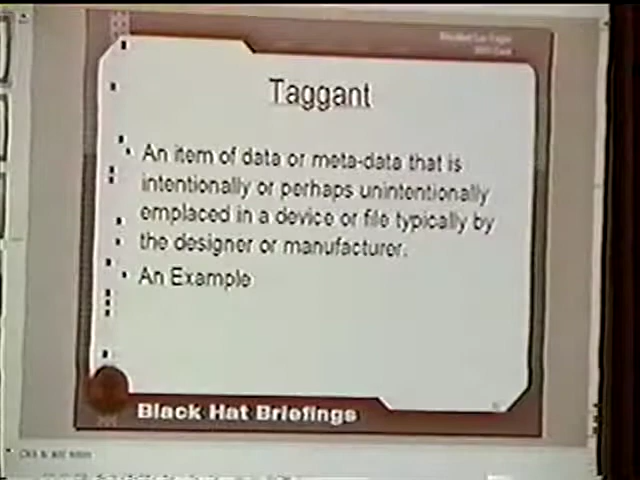 Taggant
• An item of data or meta-data that is
intentionally or perhaps unintentionally
emplaced in a device or file typically by
the designer or manufacturer.
• An Example
Black Hat Briefings